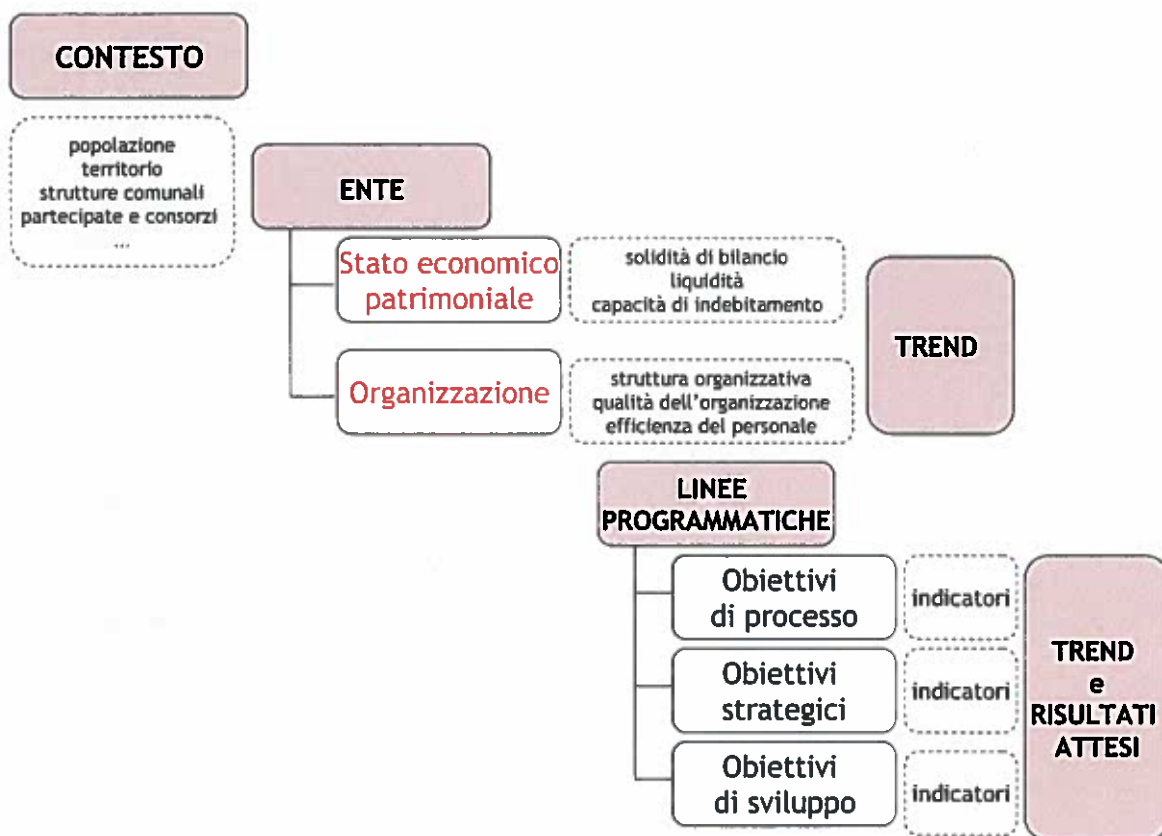 CONTESTO
popolazione
territorio
strutture comunali
partecipate e consorzi
...
ENTE
Stato economico
patrimoniale
solidità di bilancio
liquidità
capacità di indebitamento
TREND
Organizzazione
struttura organizzativa
qualità dell'organizzazione
efficienza del personale
LINEE
PROGRAMMATICHE
Obiettivi
di processo
indicatori
Obiettivi
strategici
indicatori
Obiettivi
di sviluppo
indicatori
TREND
e
RISULTATI
ATTESI